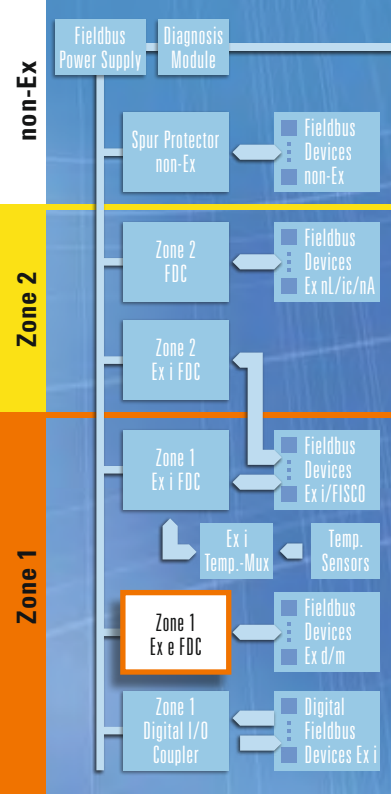 Fieldbus
Power Supply
Diagnosis
Module
non-Ex
Spur Protector
non-Ex
Fieldbus
Devices
non-Ex
Zone 2
Zone 2
FDC
Fieldbus
Devices
Ex nL/ic/nA
Zone 2
Ex i FDC
Zone 1
Zone 1
Ex i FDC
Fieldbus
Devices
Ex i/FISCO
Ex i
Temp.-Mux
Temp.
Sensors
Zone 1
Ex e FDC
Fieldbus
Devices
Ex d/m
Zone 1
Digital I/O
Coupler
Digital
Fieldbus
Devices Ex i